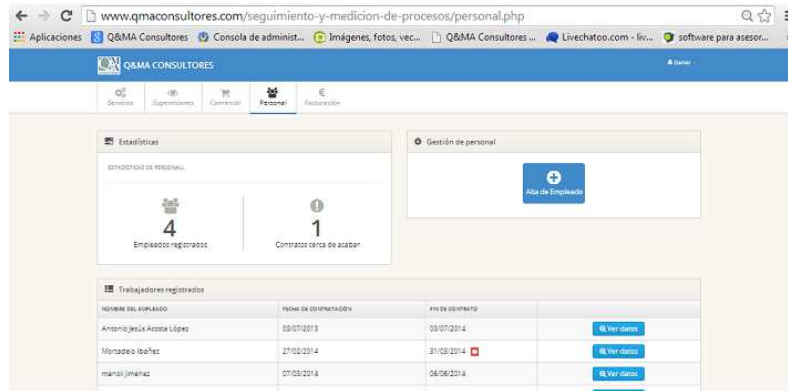 www.qmaconsultores.com/seguimiento-y-medicion-de-procesos/personal.php
Aplicaciones Q&MA Consultores Consola de administ... Imágenes, fotos, vec... Q&MA Consultores ... Livechatoo.com - liv... software para asesor...
Q&MA CONSULTORES
Servicios Supervisiones Comercial Personal Facturación
Estadísticas
ESTADÍSTICAS DE PERSONAL:
4
Empleados registrados
1
Contratos cerca de acabar
Gestión de personal
Alta de Empleado
Trabajadores registrados
NOMBRE DEL EMPLEADO FECHA DE CONTRATACIÓN FIN DE CONTRATO
Antonio Jesús Acosta López 03/07/2013 03/07/2014 Ver datos
Mortadelo Ibañez 27/02/2014 31/03/2014 Ver datos
manoli jimenez 07/03/2014 06/06/2014 Ver datos